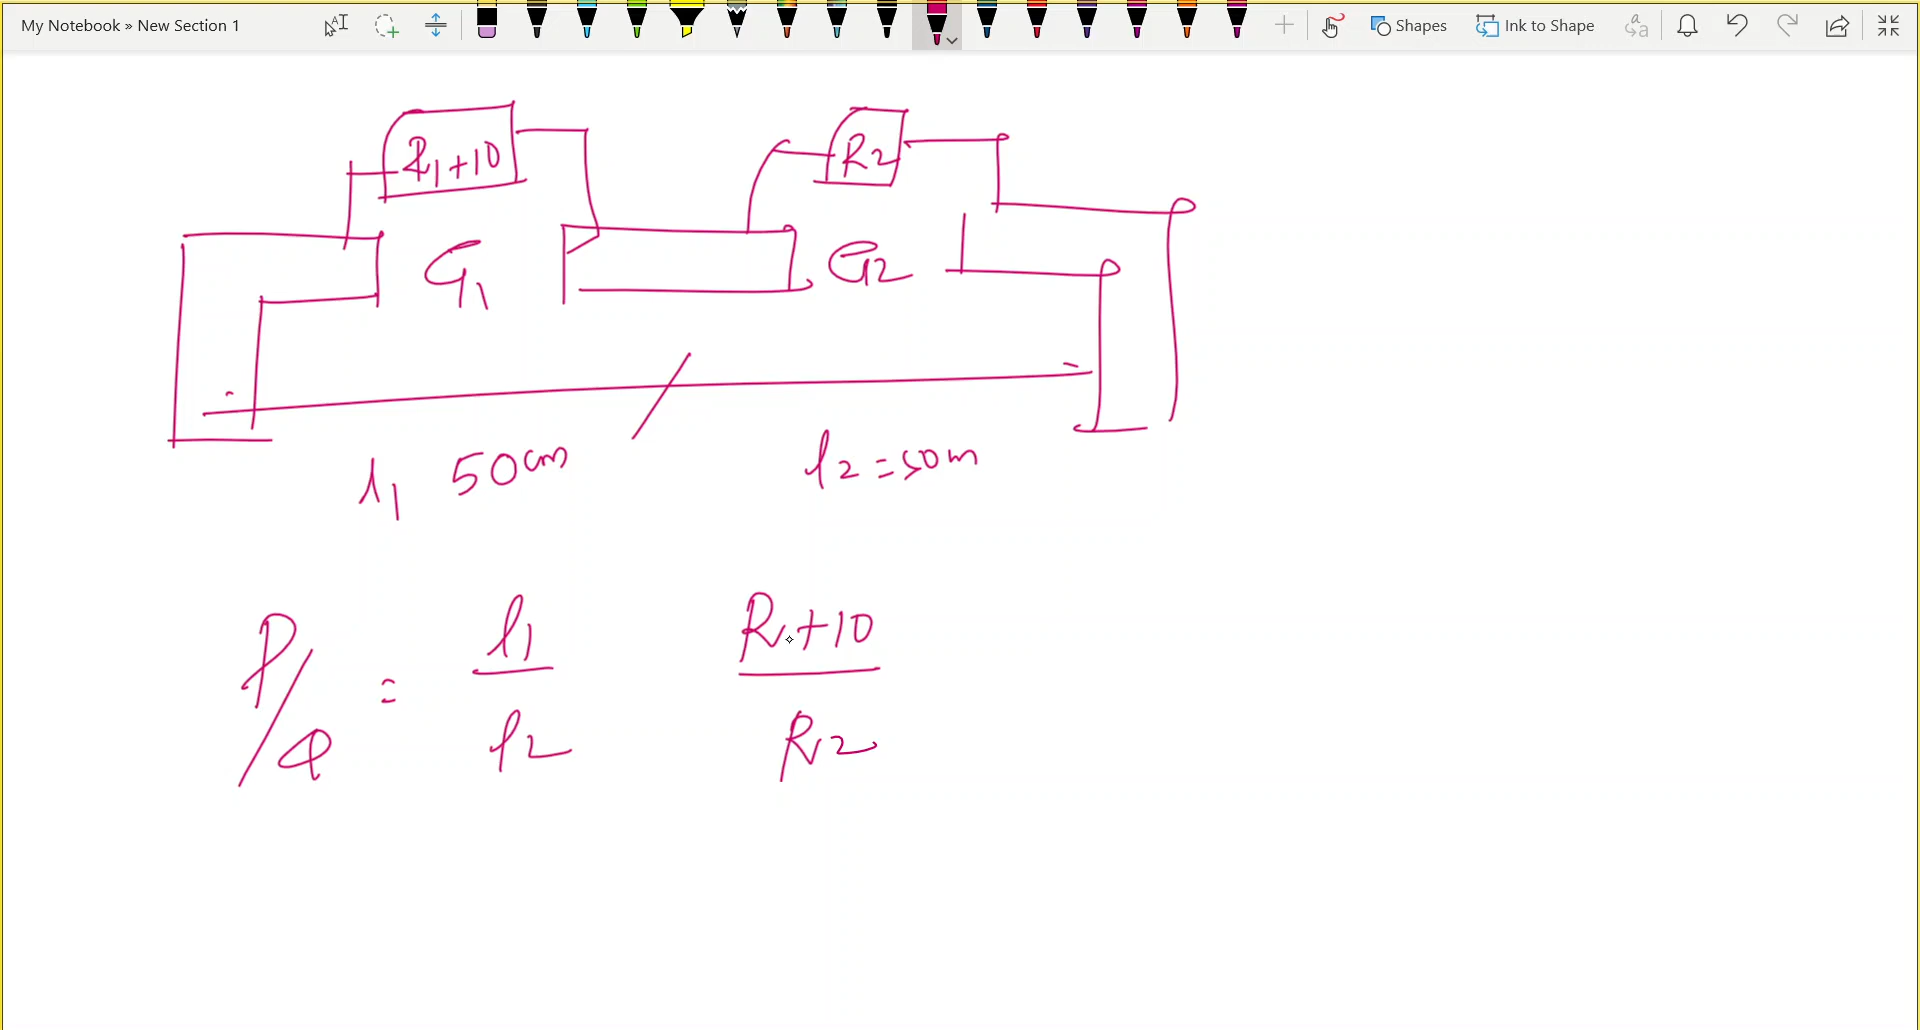 My Notebook » New Section 1
Shapes
Ink to Shape
R1+10
R2
G1
G2
l1 50cm
l2=50m
P/Q = l1/l2
R1+10/R2